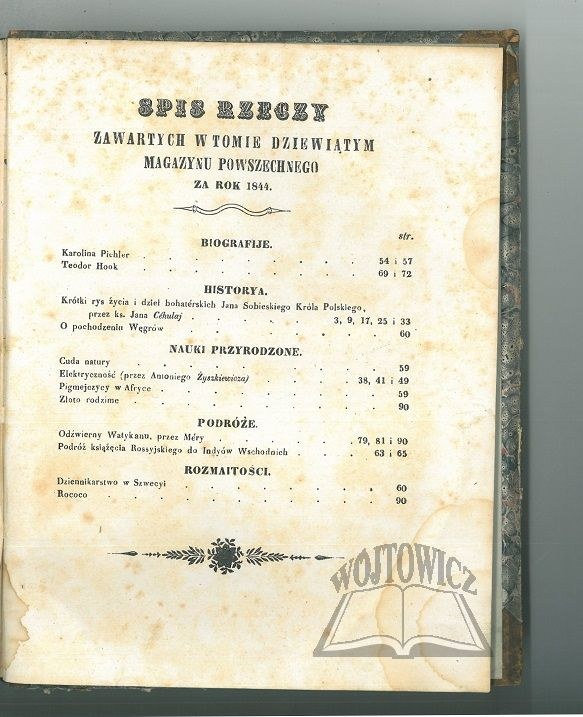 SPIS RZECZY
ZAWARTYCH W TOMIE DZIEWIĄTYM
MAGAZYNU POWSZECHNEGO
ZA ROK 1844.
str.
BIOGRAFIJE.
Karolina Pichler . . . . . . . . 54 i 57
Teodor Hook . . . . . . . . 69 i 72
HISTORYA.
Krótki rys życia i dzieł bohatérskich Jana Sobieskiego Króla Polskiego,
przez ks. Jana Céhulaj . . . . . 3, 9, 17, 25 i 33
O pochodzeniu Węgrów . . . . . . . 60
NAUKI PRZYRODZONE.
Cuda natury . . . . . . . . 59
Elektryczność (przez Antoniego Żyszkiewicza) . . . . 38, 41 i 49
Pigmejczycy w Afryce . . . . . . . 59
Złoto rodzime . . . . . . . . 90
PODRÓŻE.
Odźwierny Watykanu, przez Méry . . . . . 79, 81 i 90
Podróż książęcia Rossyjskiego do Indyów Wschodnich . . . 63 i 65
ROZMAITOŚCI.
Dziennikarstwo w Szwecyi . . . . . . . 60
Rococo . . . . . . . . . 90
WÓJTOWICZ